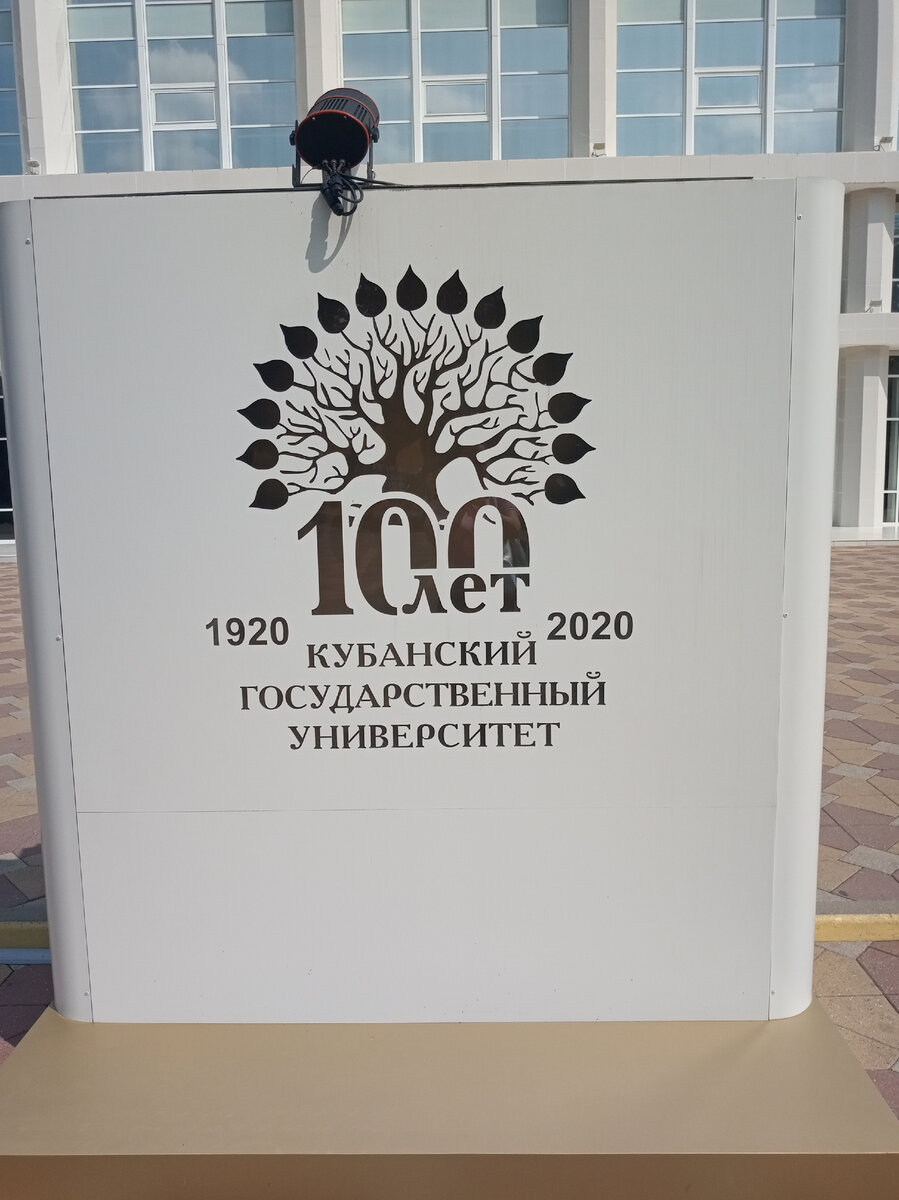 100 лет
1920 2020
КУБАНСКИЙ
ГОСУДАРСТВЕННЫЙ
УНИВЕРСИТЕТ